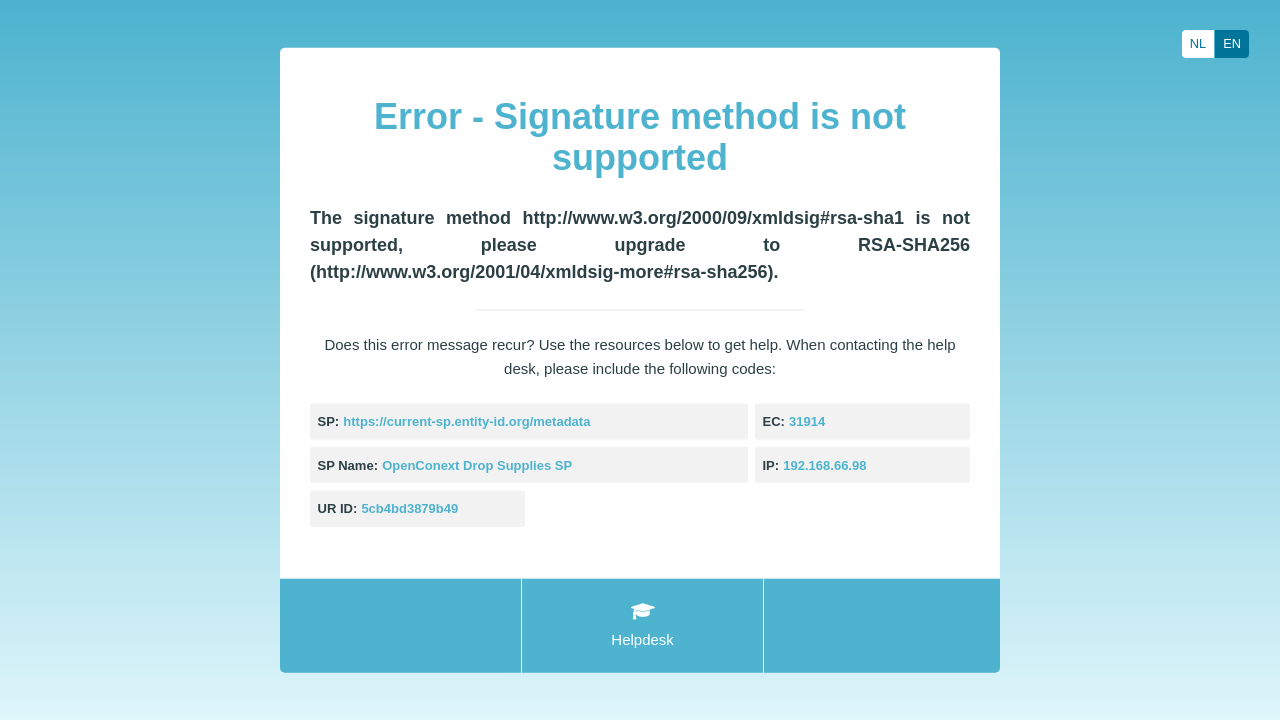 NL EN
Error - Signature method is not
supported
The signature method http://www.w3.org/2000/09/xmldsig#rsa-sha1 is not
supported, please upgrade to RSA-SHA256
(http://www.w3.org/2001/04/xmldsig-more#rsa-sha256).
Does this error message recur? Use the resources below to get help. When contacting the help
desk, please include the following codes:
SP: https://current-sp.entity-id.org/metadata EC: 31914
SP Name: OpenConext Drop Supplies SP IP: 192.168.66.98
UR ID: 5cb4bd3879b49
Helpdesk